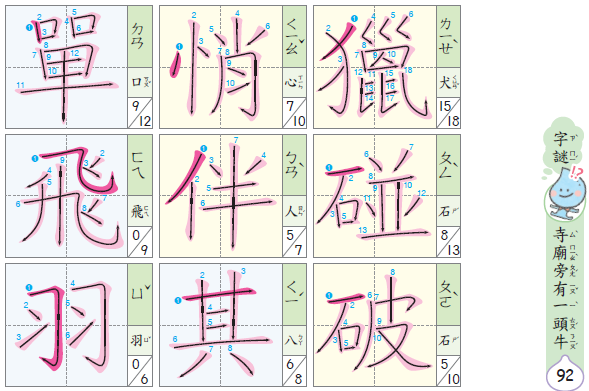 單 ㄉㄢ 口 9/12
悄 ㄑㄧㄠˇ 心 7/10
獵 ㄌㄧㄝˋ 犬 15/18
飛 ㄈㄟ 飛 0/9
伴 ㄅㄢˋ 人 5/7
碰 ㄆㄥˋ 石 8/13
羽 ㄩˇ 羽 0/6
其 ㄑㄧˊ 八 6/8
破 ㄆㄛˋ 石 5/10
字謎
!?
寺廟旁有一頭牛
92